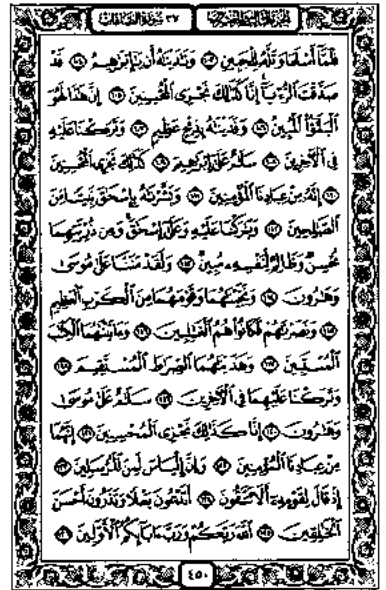 الجزء الثالث والعشرون ٣٧ سورة الصافات
فَلَمَّآ أَسْلَمَا وَتَلَّهُۥ لِلْجَبِينِ ١٠٣ وَنَٰدَيْنَٰهُ أَن يَٰٓإِبْرَٰهِيمُ ١٠٤ قَدْ
صَدَّقْتَ ٱلرُّءْيَآ إِنَّا كَذَٰلِكَ نَجْزِى ٱلْمُحْسِنِينَ ١٠٥ إِنَّ هَٰذَا لَهُوَ
ٱلْبَلَٰٓؤُا۟ ٱلْمُبِينُ ١٠٦ وَفَدَيْنَٰهُ بِذِبْحٍ عَظِيمٍ ١٠٧ وَتَرَكْنَا عَلَيْهِ
فِى ٱلْءَاخِرِينَ ١٠٨ سَلَٰمٌ عَلَىٰٓ إِبْرَٰهِيمَ ١٠٩ كَذَٰلِكَ نَجْزِى ٱلْمُحْسِنِينَ
١١٠ إِنَّهُۥ مِنْ عِبَادِنَا ٱلْمُؤْمِنِينَ ١١١ وَبَشَّرْنَٰهُ بِإِسْحَٰقَ نَبِيًّا مِّنَ
ٱلصَّٰلِحِينَ ١١٢ وَبَٰرَكْنَا عَلَيْهِ وَعَلَىٰٓ إِسْحَٰقَ وَمِن ذُرِّيَّتِهِمَا
مُحْسِنٌ وَظَالِمٌ لِّنَفْسِهِۦ مُبِينٌ ١١٣ وَلَقَدْ مَنَنَّا عَلَىٰ مُوسَىٰ
وَهَٰرُونَ ١١٤ وَنَجَّيْنَٰهُمَا وَقَوْمَهُمَا مِنَ ٱلْكَرْبِ ٱلْعَظِيمِ
١١٥ وَنَصَرْنَٰهُمْ فَكَانُوا۟ هُمُ ٱلْغَٰلِبِينَ ١١٦ وَءَاتَيْنَٰهُمَا ٱلْكِتَٰبَ
ٱلْمُسْتَبِينَ ١١٧ وَهَدَيْنَٰهُمَا ٱلصِّرَٰطَ ٱلْمُسْتَقِيمَ ١١٨
وَتَرَكْنَا عَلَيْهِمَا فِى ٱلْءَاخِرِينَ ١١٩ سَلَٰمٌ عَلَىٰ مُوسَىٰ
وَهَٰرُونَ ١٢٠ إِنَّا كَذَٰلِكَ نَجْزِى ٱلْمُحْسِنِينَ ١٢١ إِنَّهُمَا
مِنْ عِبَادِنَا ٱلْمُؤْمِنِينَ ١٢٢ وَإِنَّ إِلْيَاسَ لَمِنَ ٱلْمُرْسَلِينَ ١٢٣
إِذْ قَالَ لِقَوْمِهِۦٓ أَلَا تَتَّقُونَ ١٢٤ أَتَدْعُونَ بَعْلًا وَتَذَرُونَ أَحْسَنَ
ٱلْخَٰلِقِينَ ١٢٥ ٱللَّهَ رَبَّكُمْ وَرَبَّ ءَابَآئِكُمُ ٱلْأَوَّلِينَ ١٢٦
٤٥٠